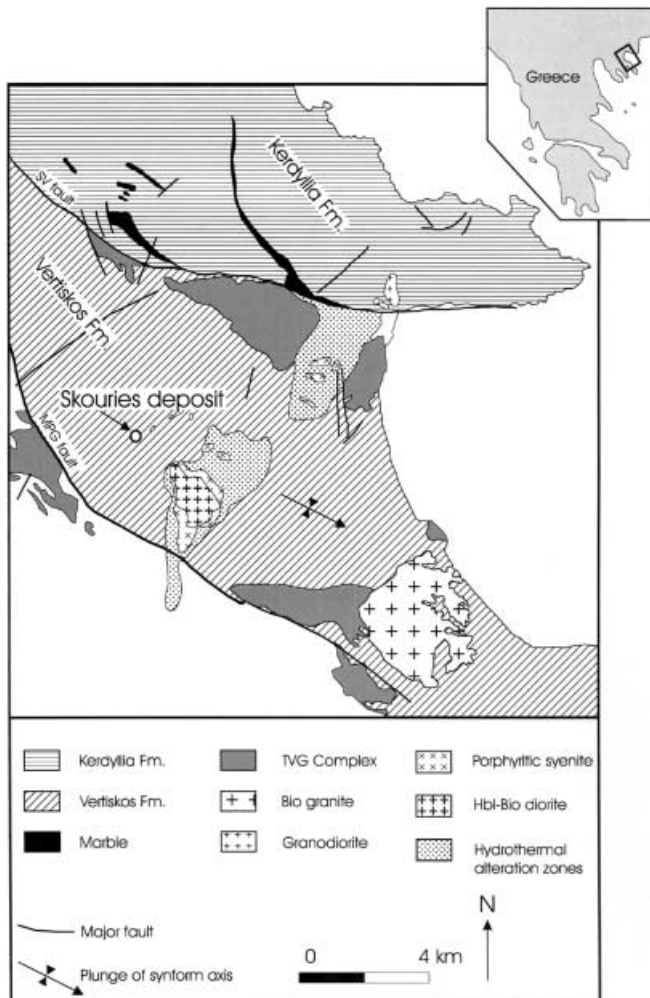 Greece
Kerdyllia Fm.
SV fault
Vertiskos Fm.
Skouries deposit
MPG fault
Kerdyllia Fm.
TVG Complex
Porphyritic syenite
Vertiskos Fm.
Bio granite
Hbl-Bio diorite
Marble
Granodiorite
Hydrothermal
alteration zones
Major fault
Plunge of synform axis
0
4 km
N